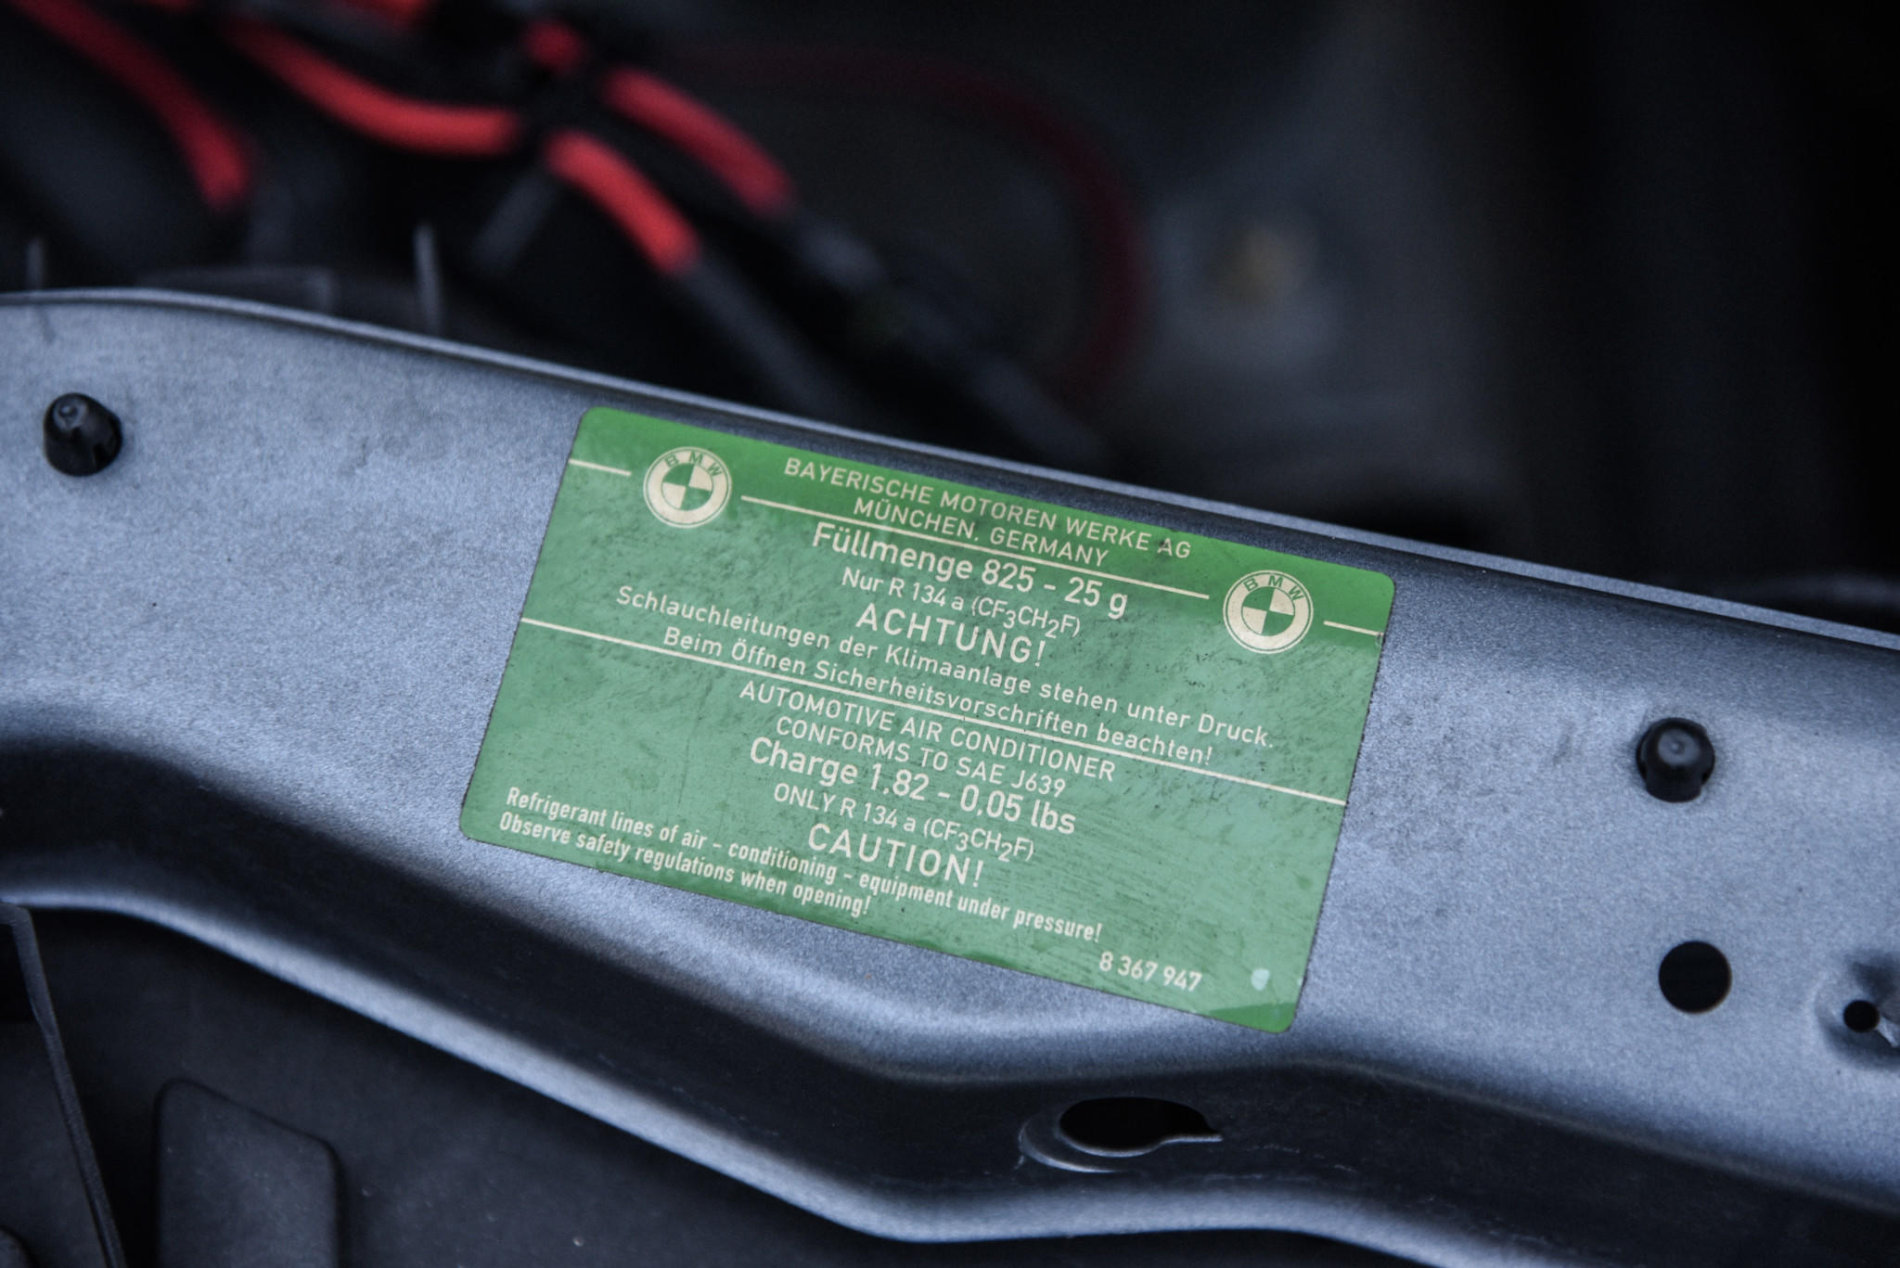 BMW
BAYERISCHE MOTOREN WERKE AG
MÜNCHEN, GERMANY
BMW
Füllmenge 825 - 25 g
Nur R 134 a (CF₃CH₂F)
ACHTUNG!
Schlauchleitungen der Klimaanlage stehen unter Druck.
Beim Öffnen Sicherheitsvorschriften beachten!
AUTOMOTIVE AIR CONDITIONER
CONFORMS TO SAE J639
Charge 1.82 - 0,05 lbs
ONLY R 134 a (CF₃CH₂F)
CAUTION!
Refrigerant lines of air - conditioning - equipment under pressure!
Observe safety regulations when opening!
8 367 947